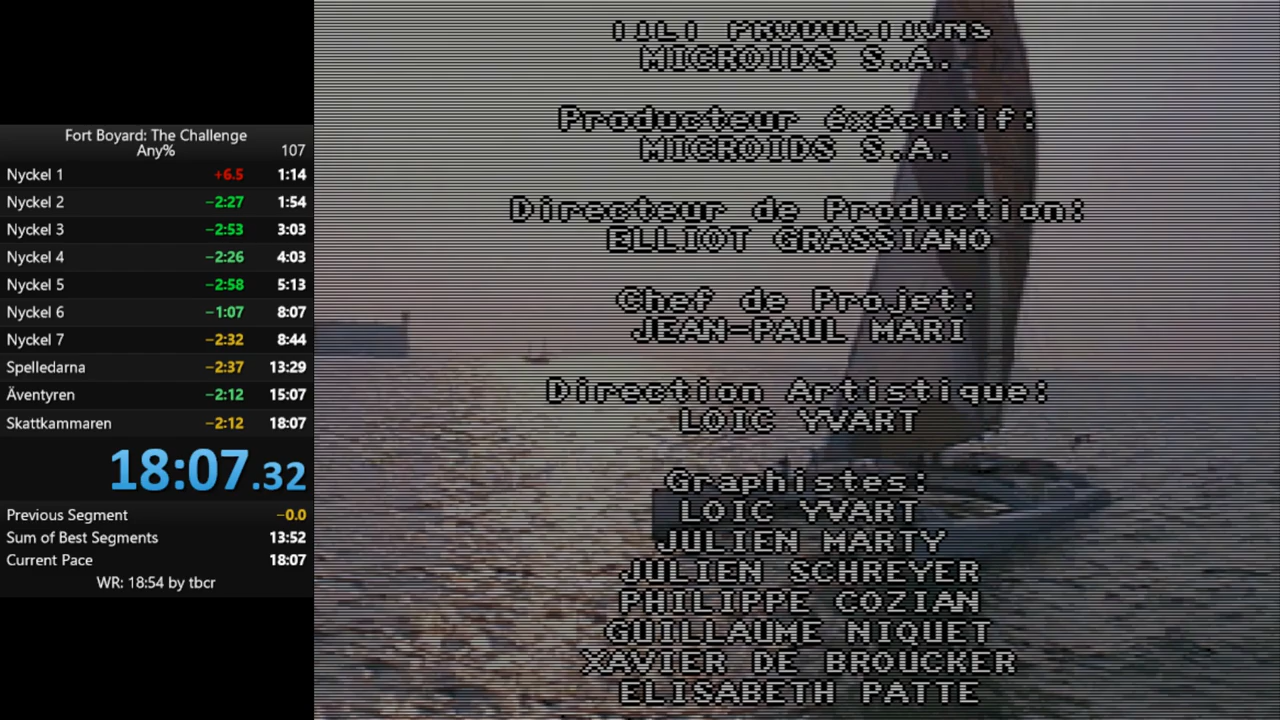 Fort Boyard: The Challenge
Any% 107
Nyckel 1 +6.5 1:14
Nyckel 2 −2:27 1:54
Nyckel 3 −2:53 3:03
Nyckel 4 −2:26 4:03
Nyckel 5 −2:58 5:13
Nyckel 6 −1:07 8:07
Nyckel 7 −2:32 8:44
Spelledarna −2:37 13:29
Äventyren −2:12 15:07
Skattkammaren −2:12 18:07
18:07.32
Previous Segment −0.0
Sum of Best Segments 13:52
Current Pace 18:07
WR: 18:54 by tbcr
PRODUCTIONS
MICROIDS S.A.
Producteur éxécutif:
MICROIDS S.A.
Directeur de Production:
ELLIOT GRASSIANO
Chef de Projet:
JEAN-PAUL MARI
Direction Artistique:
LOIC YVART
Graphistes:
LOIC YVART
JULIEN MARTY
JULIEN SCHREYER
PHILIPPE COZIAN
GUILLAUME NIQUET
XAVIER DE BROUCKER
ELISABETH PATTE